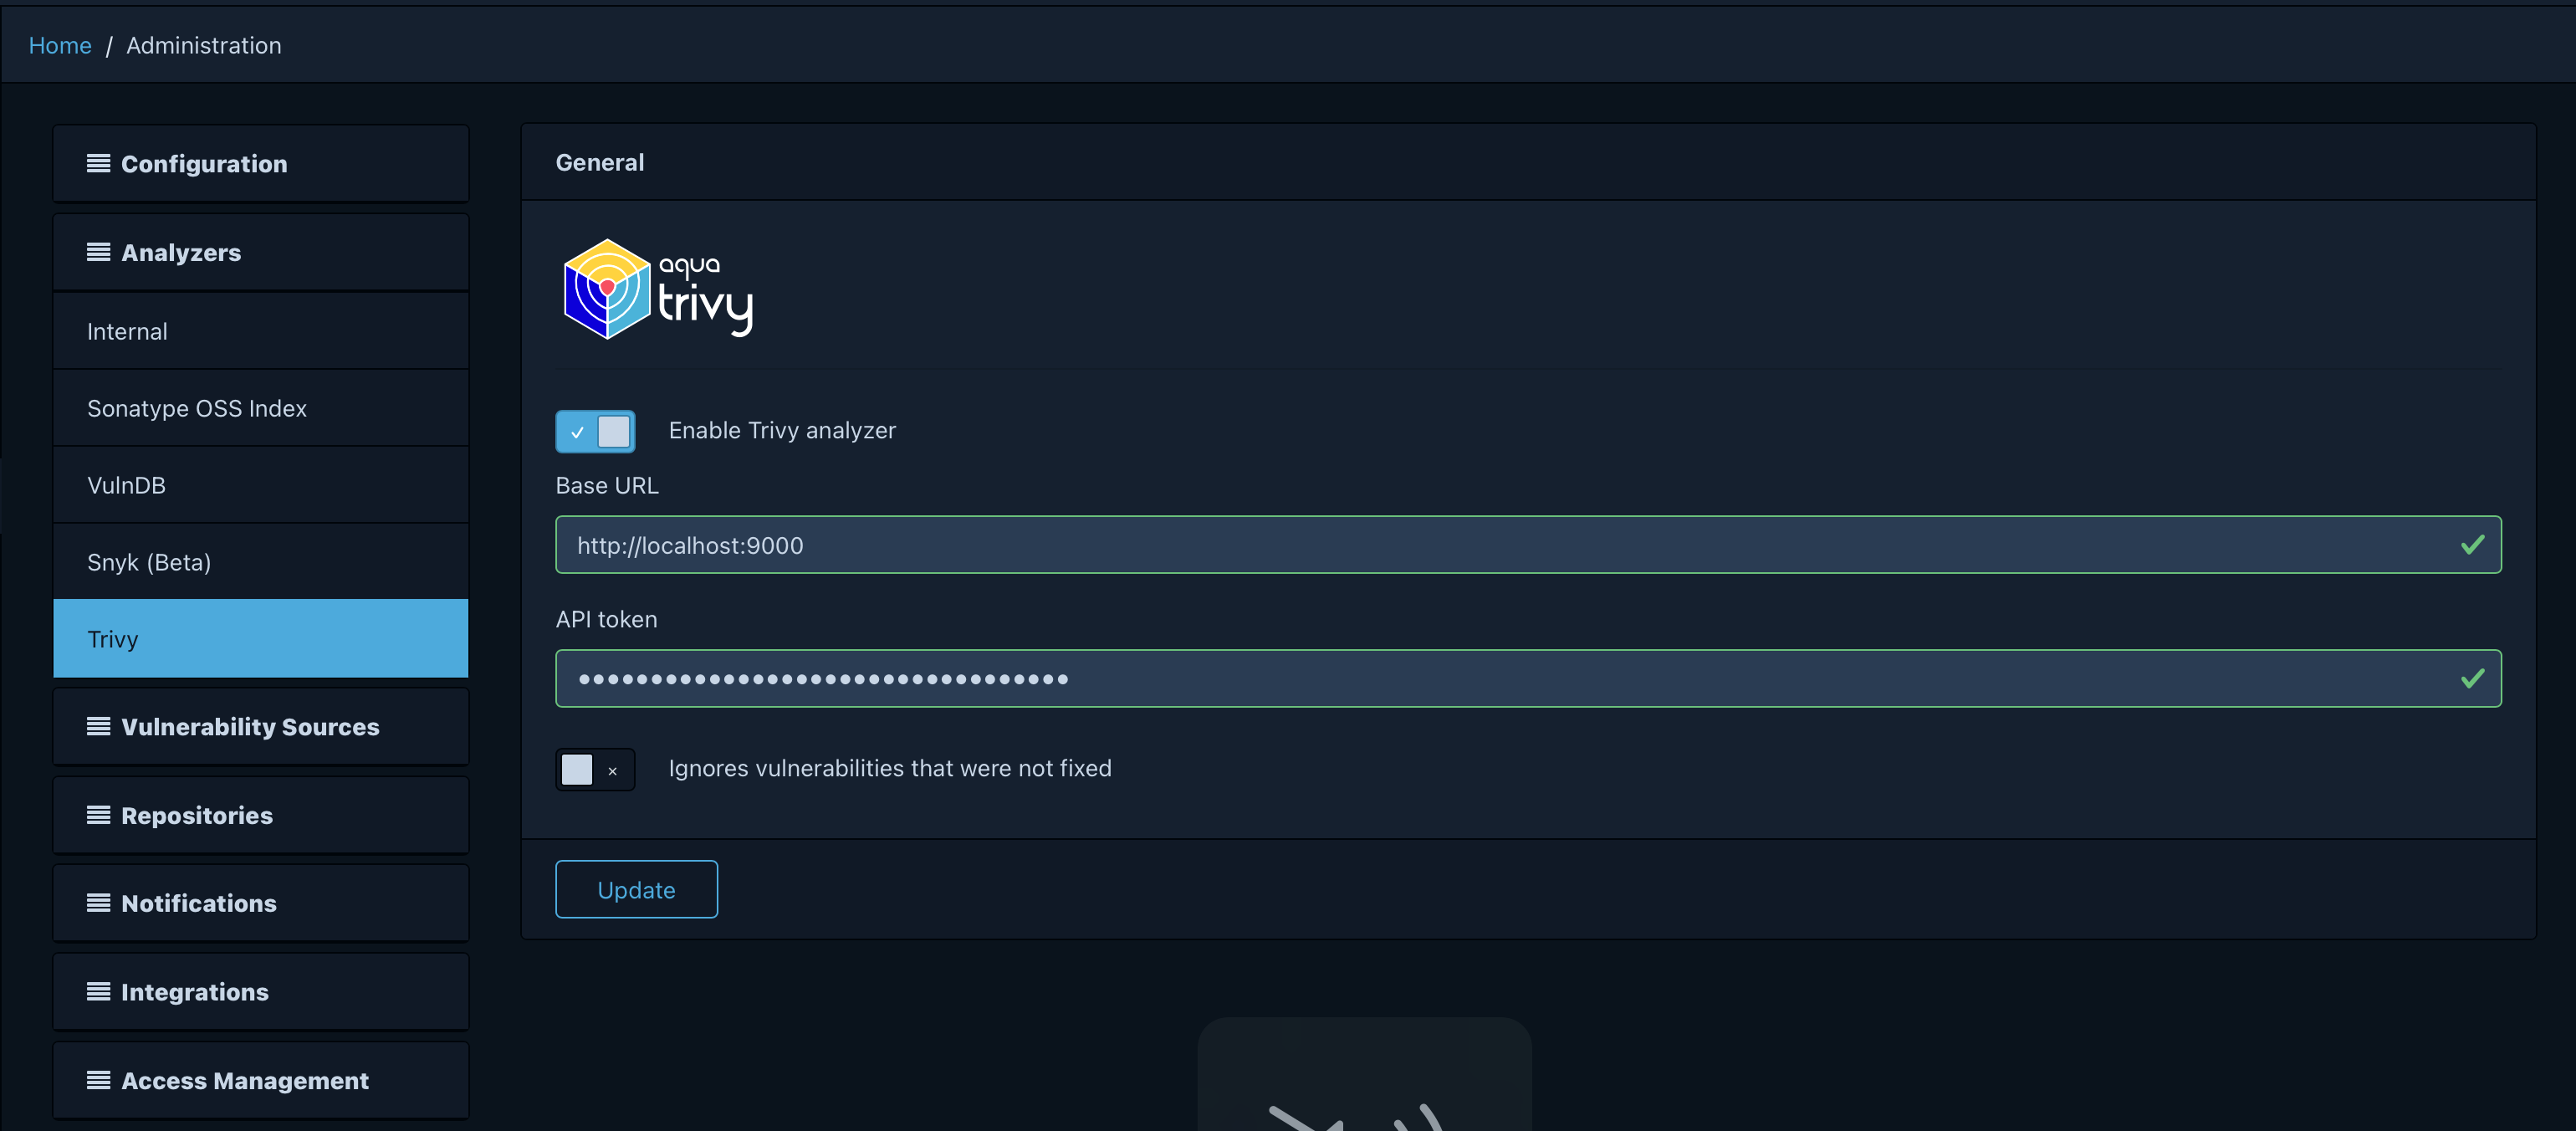 Home / Administration
Configuration
Analyzers
Internal
Sonatype OSS Index
VulnDB
Snyk (Beta)
Trivy
Vulnerability Sources
Repositories
Notifications
Integrations
Access Management
General
aqua
trivy
Enable Trivy analyzer
Base URL
http://localhost:9000
API token
••••••••••••••••••••••••••••••••••
Ignores vulnerabilities that were not fixed
Update